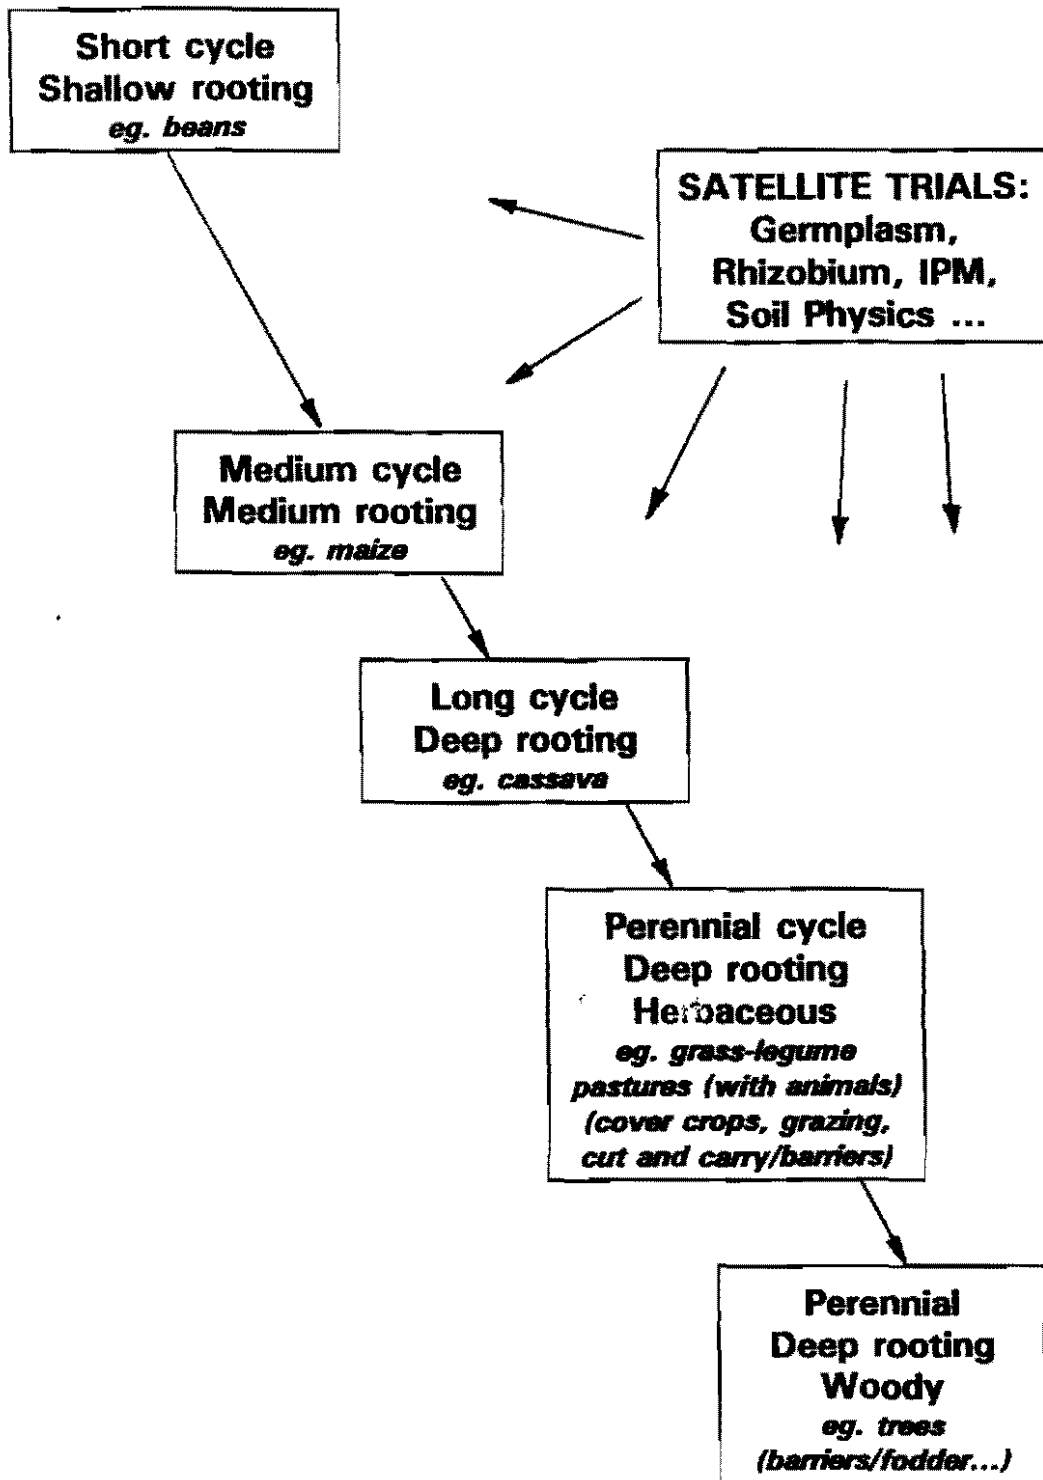 Short cycle
Shallow rooting
eg. beans
SATELLITE TRIALS:
Germplasm,
Rhizobium, IPM,
Soil Physics ...
Medium cycle
Medium rooting
eg. maize
Long cycle
Deep rooting
eg. cassava
Perennial cycle
Deep rooting
Herbaceous
eg. grass-legume
pastures (with animals)
(cover crops, grazing,
cut and carry/barriers)
Perennial
Deep rooting
Woody
eg. trees
(barriers/fodder...)